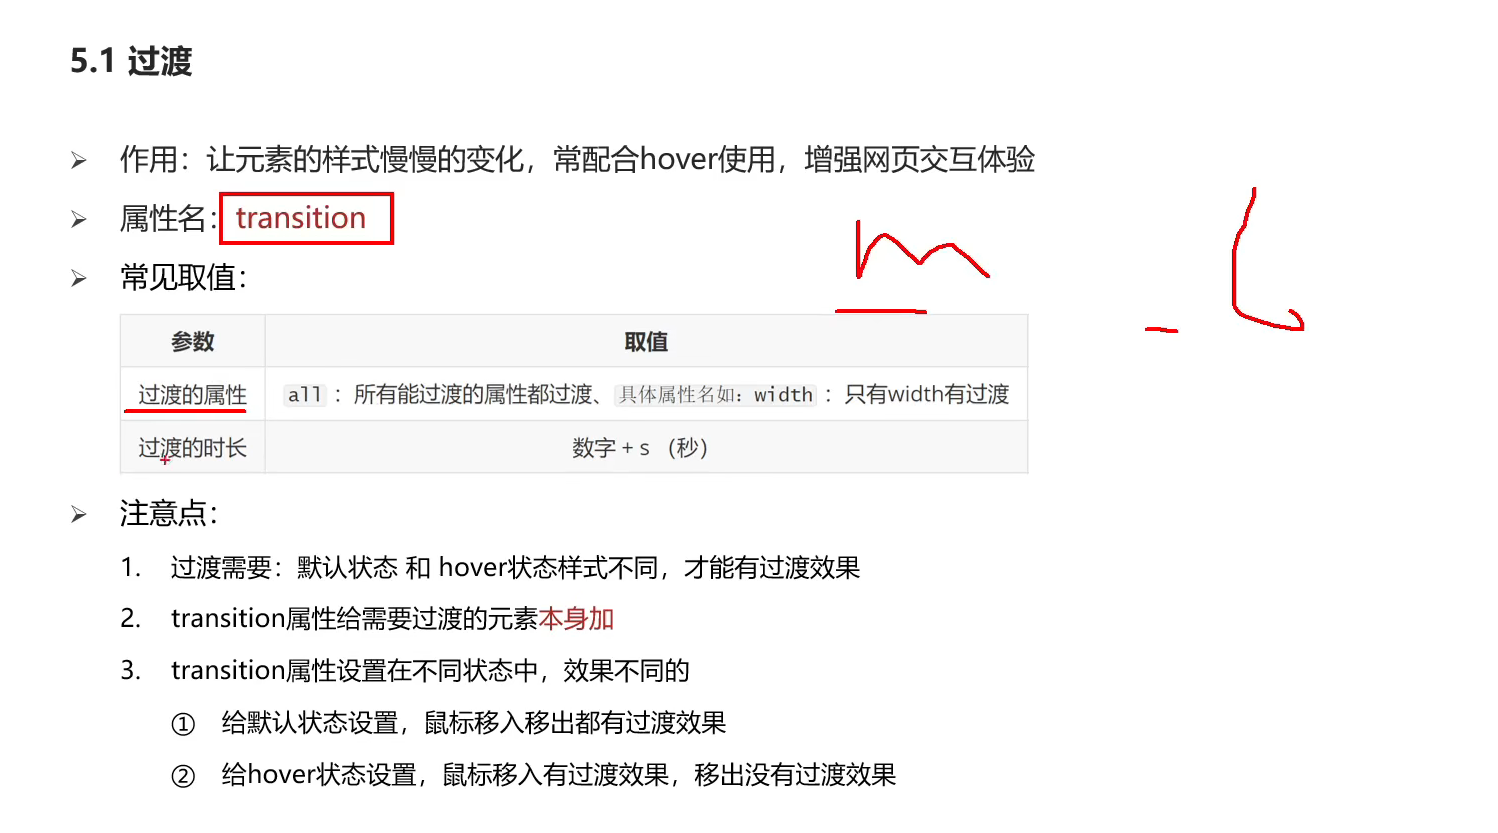 5.1 过渡
作用：让元素的样式慢慢的变化，常配合hover使用，增强网页交互体验
属性名：transition
常见取值：
参数 取值
过渡的属性 all ：所有能过渡的属性都过渡、具体属性名如：width ：只有width有过渡
过渡的时长 数字 + s （秒）
注意点：
1. 过渡需要：默认状态 和 hover状态样式不同，才能有过渡效果
2. transition属性给需要过渡的元素本身加
3. transition属性设置在不同状态中，效果不同的
① 给默认状态设置，鼠标移入移出都有过渡效果
② 给hover状态设置，鼠标移入有过渡效果，移出没有过渡效果